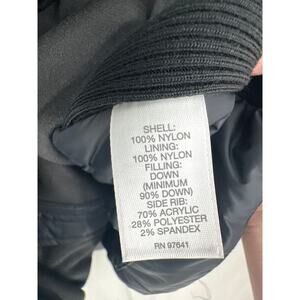 SHELL:
100% NYLON
LINING:
100% NYLON
FILLING:
DOWN
(MINIMUM
90% DOWN)
SIDE RIB:
70% ACRYLIC
28% POLYESTER
2% SPANDEX
RN 97641